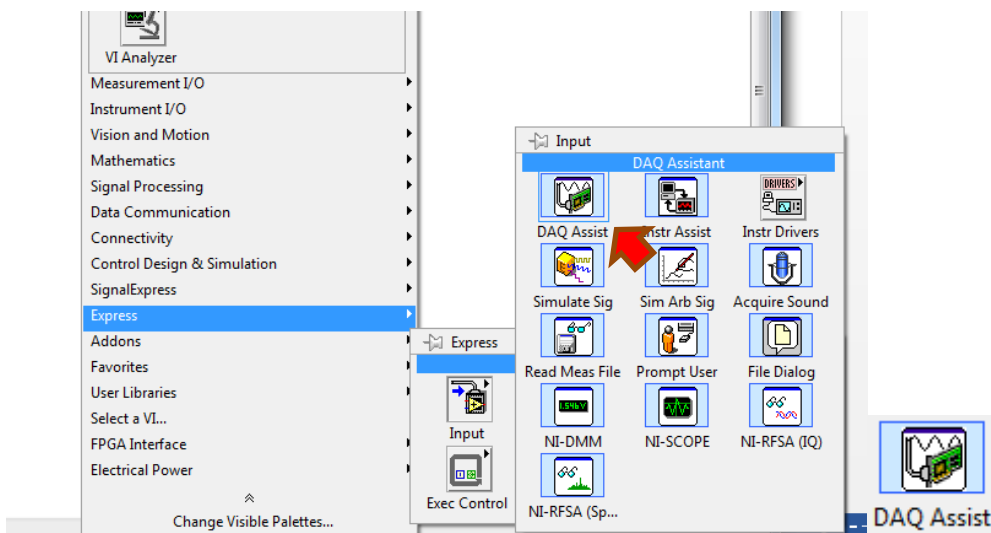 VI Analyzer
Measurement I/O
Instrument I/O
Vision and Motion
Mathematics
Signal Processing
Data Communication
Connectivity
Control Design & Simulation
SignalExpress
Express
Addons
Favorites
User Libraries
Select a VI...
FPGA Interface
Electrical Power
Change Visible Palettes...
Express
Input
Exec Control
Input
DAQ Assistant
DRIVERS
DAQ Assist Instr Assist Instr Drivers
Simulate Sig Sim Arb Sig Acquire Sound
Read Meas File Prompt User File Dialog
1.546V
NI-DMM NI-SCOPE NI-RFSA (IQ)
NI-RFSA (Sp...
DAQ Assist